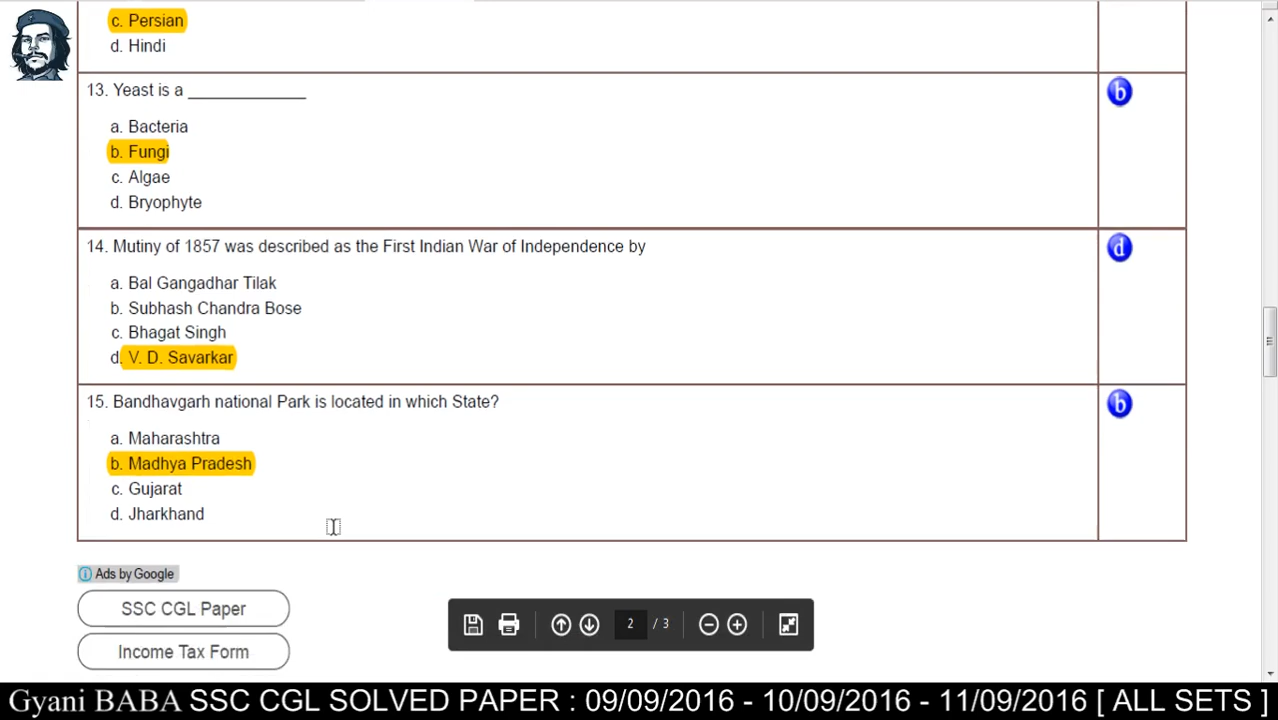 c. Persian
d. Hindi
13. Yeast is a _____________
b
a. Bacteria
b. Fungi
c. Algae
d. Bryophyte
14. Mutiny of 1857 was described as the First Indian War of Independence by
d
a. Bal Gangadhar Tilak
b. Subhash Chandra Bose
c. Bhagat Singh
d. V. D. Savarkar
15. Bandhavgarh national Park is located in which State?
b
a. Maharashtra
b. Madhya Pradesh
c. Gujarat
d. Jharkhand
Ads by Google
SSC CGL Paper
Income Tax Form
2 / 3
Gyani BABA SSC CGL SOLVED PAPER : 09/09/2016 - 10/09/2016 - 11/09/2016 [ ALL SETS ]